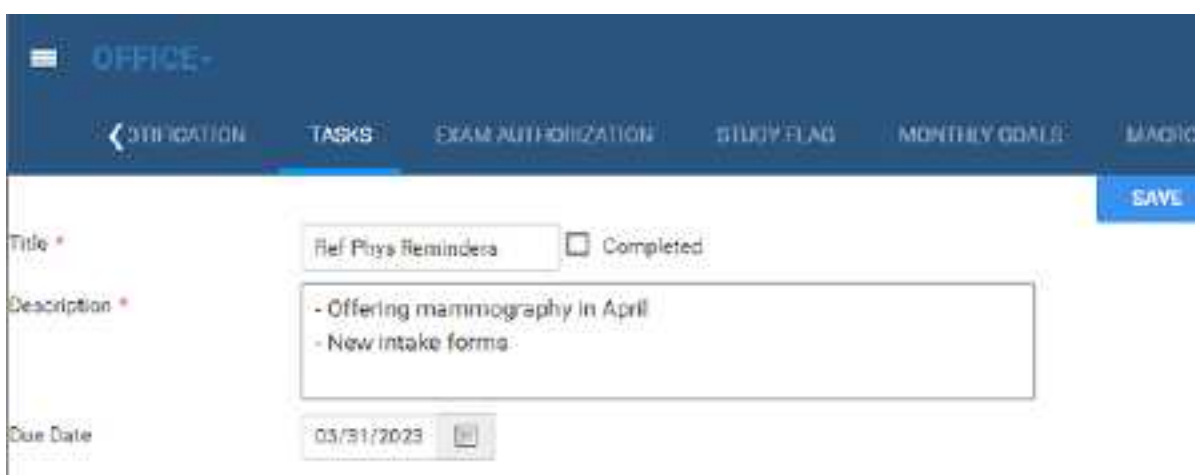 OFFICE-
TIFICATION TASKS EXAM AUTHORIZATION STUDY FLAG MONTHLY GOALS MACRO
SAVE
Title *
Ref Phys Reminders
Completed
Description *
- Offering mammography in April
- New intake forms
Due Date
03/31/2023